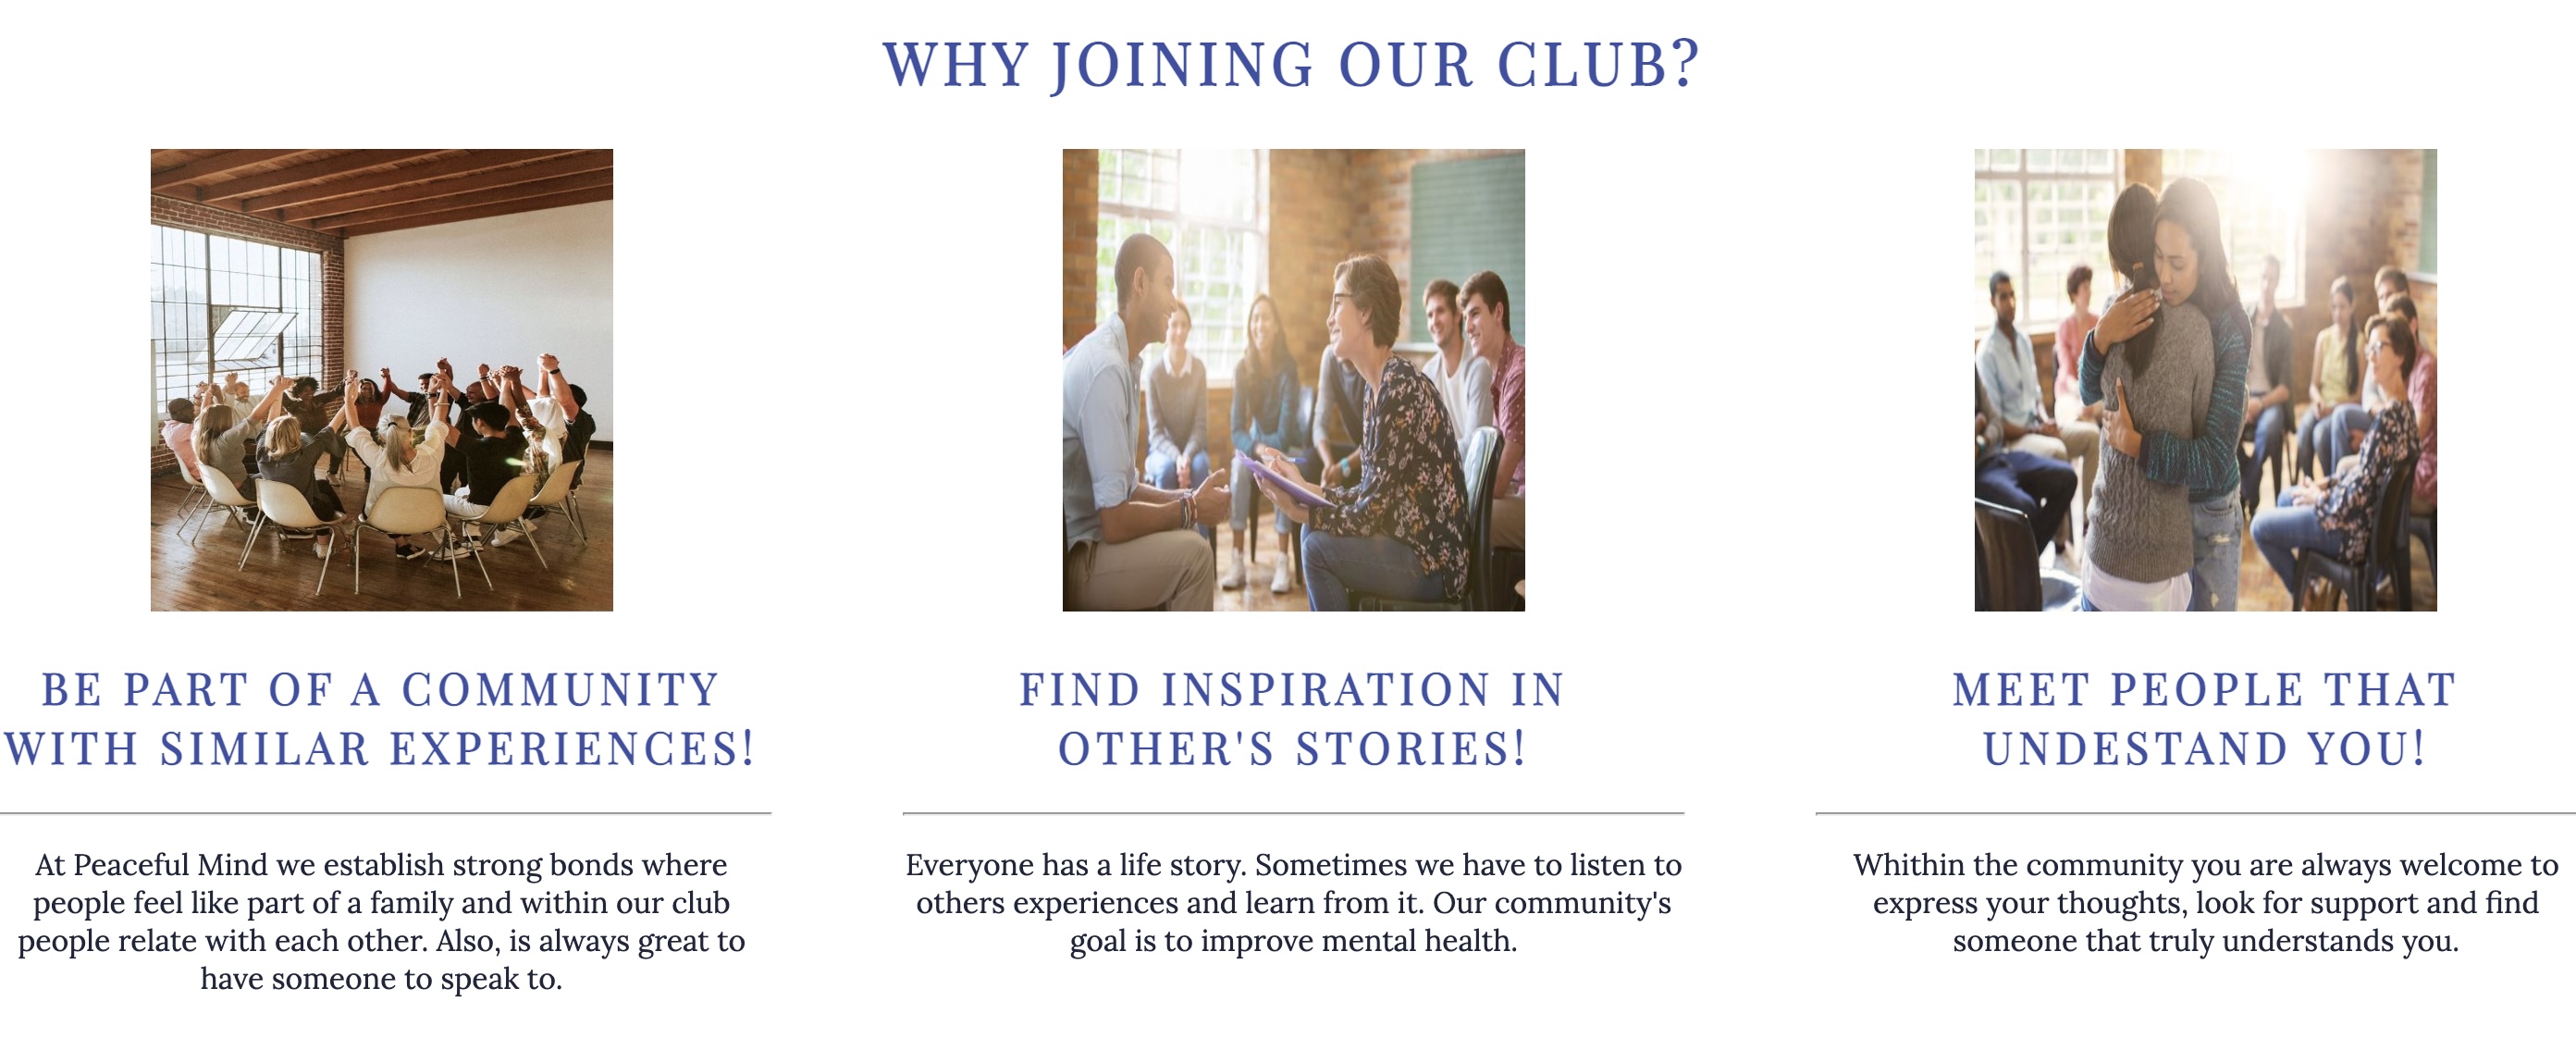 WHY JOINING OUR CLUB?
BE PART OF A COMMUNITY
WITH SIMILAR EXPERIENCES!
At Peaceful Mind we establish strong bonds where
people feel like part of a family and within our club
people relate with each other. Also, is always great to
have someone to speak to.
FIND INSPIRATION IN
OTHER'S STORIES!
Everyone has a life story. Sometimes we have to listen to
others experiences and learn from it. Our community's
goal is to improve mental health.
MEET PEOPLE THAT
UNDESTAND YOU!
Whithin the community you are always welcome to
express your thoughts, look for support and find
someone that truly understands you.